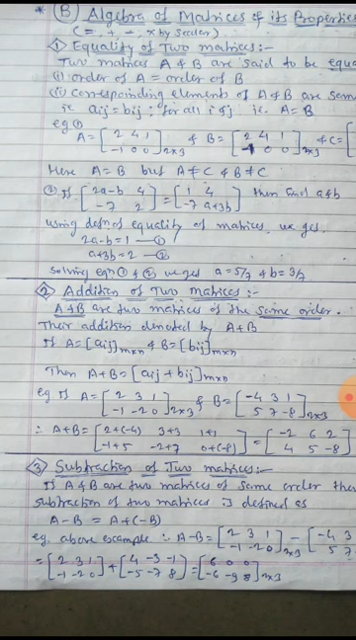 * (B) Algebra of Matrices & its Properties
( = , + , - , × by Scalar)
① Equality of Two matrices :-
Two matrices A & B are said to be equa
(i) order of A = order of B
(ii) corresponding elements of A & B are same
ie aij = bij ; for all i & j ie. A = B
eg ① A = [2 4 1 / -1 0 0]2×3 & B = [2 4 1 / -1 0 0]2×3 & C = [
Here A = B but A ≠ C & B ≠ C
② If [2a-b 4 / -7 2] = [1 4 / -7 a+3b] then find a & b
using defn of equality of matrices, we get.
2a-b = 1 — ①
a+3b = 2 — ②
Solving eqn ① & ② we get a = 5/7 & b = 3/7
② Addition of Two Matrices :-
A & B are two matrices of the same order.
Their addition denoted by A+B
If A = [aij]m×n & B = [bij]m×n
Then A+B = [aij + bij]m×n
eg If A = [2 3 1 / -1 -2 0]2×3 & B = [-4 3 1 / 5 7 -8]2×3
∴ A+B = [2+(-4) 3+3 1+1 / -1+5 -2+7 0+(-8)] = [-2 6 2 / 4 5 -8]
③ Subtraction of Two matrices :-
If A & B are two matrices of same order then
subtraction of two matrices is defined as
A - B = A + (-B)
eg. above example ∴ A-B = [2 3 1 / -1 -2 0]2×3 - [-4 3 / 5 7
= [2 3 1 / -1 -2 0] + [4 -3 -1 / -5 -7 8] = [6 0 0 / -6 -9 8]2×3